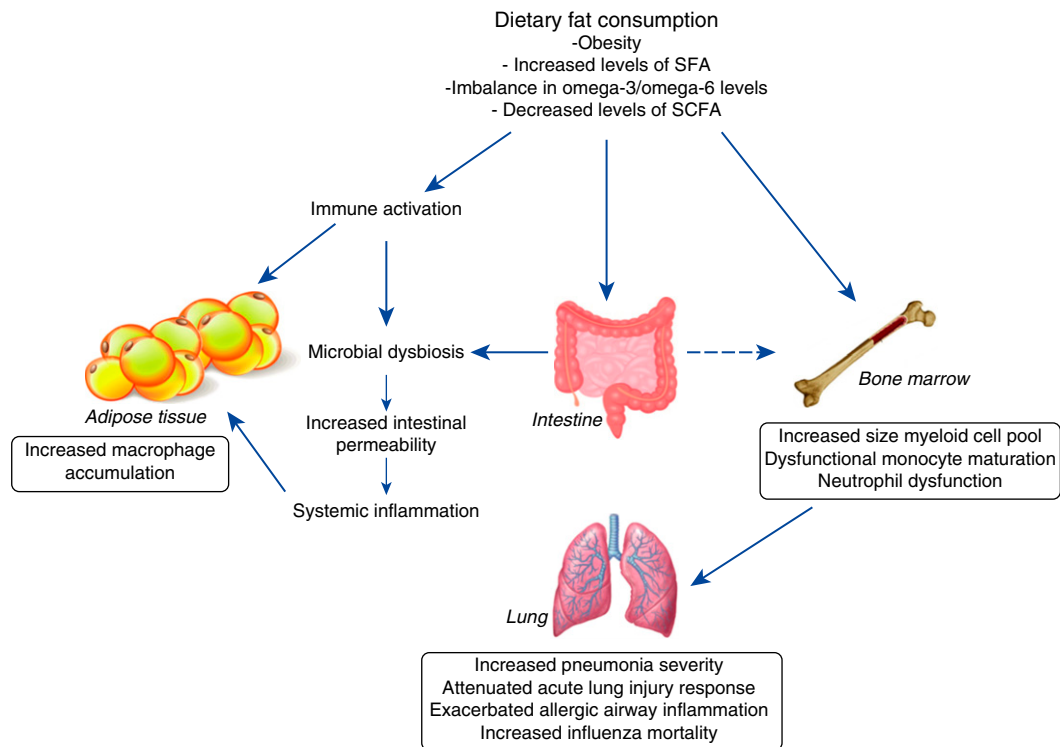 Dietary fat consumption
-Obesity
- Increased levels of SFA
-Imbalance in omega-3/omega-6 levels
- Decreased levels of SCFA
Immune activation
Microbial dysbiosis
Adipose tissue
Increased macrophage
accumulation
Increased intestinal
permeability
Systemic inflammation
Intestine
Bone marrow
Increased size myeloid cell pool
Dysfunctional monocyte maturation
Neutrophil dysfunction
Lung
Increased pneumonia severity
Attenuated acute lung injury response
Exacerbated allergic airway inflammation
Increased influenza mortality